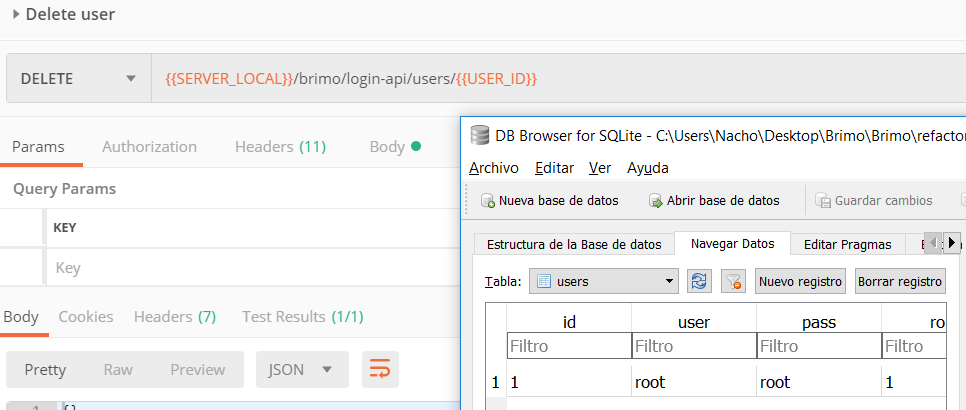 Delete user
DELETE {{SERVER_LOCAL}}/brimo/login-api/users/{{USER_ID}}
Params Authorization Headers (11) Body
Query Params
KEY
Key
Body Cookies Headers (7) Test Results (1/1)
Pretty Raw Preview JSON
1 {}
DB Browser for SQLite - C:\Users\Nacho\Desktop\Brimo\Brimo\refactor
Archivo Editar Ver Ayuda
Nueva base de datos Abrir base de datos Guardar cambios
Estructura de la Base de datos Navegar Datos Editar Pragmas
Tabla: users Nuevo registro Borrar registro
id user pass ro
Filtro Filtro Filtro Filtro
1 1 root root 1